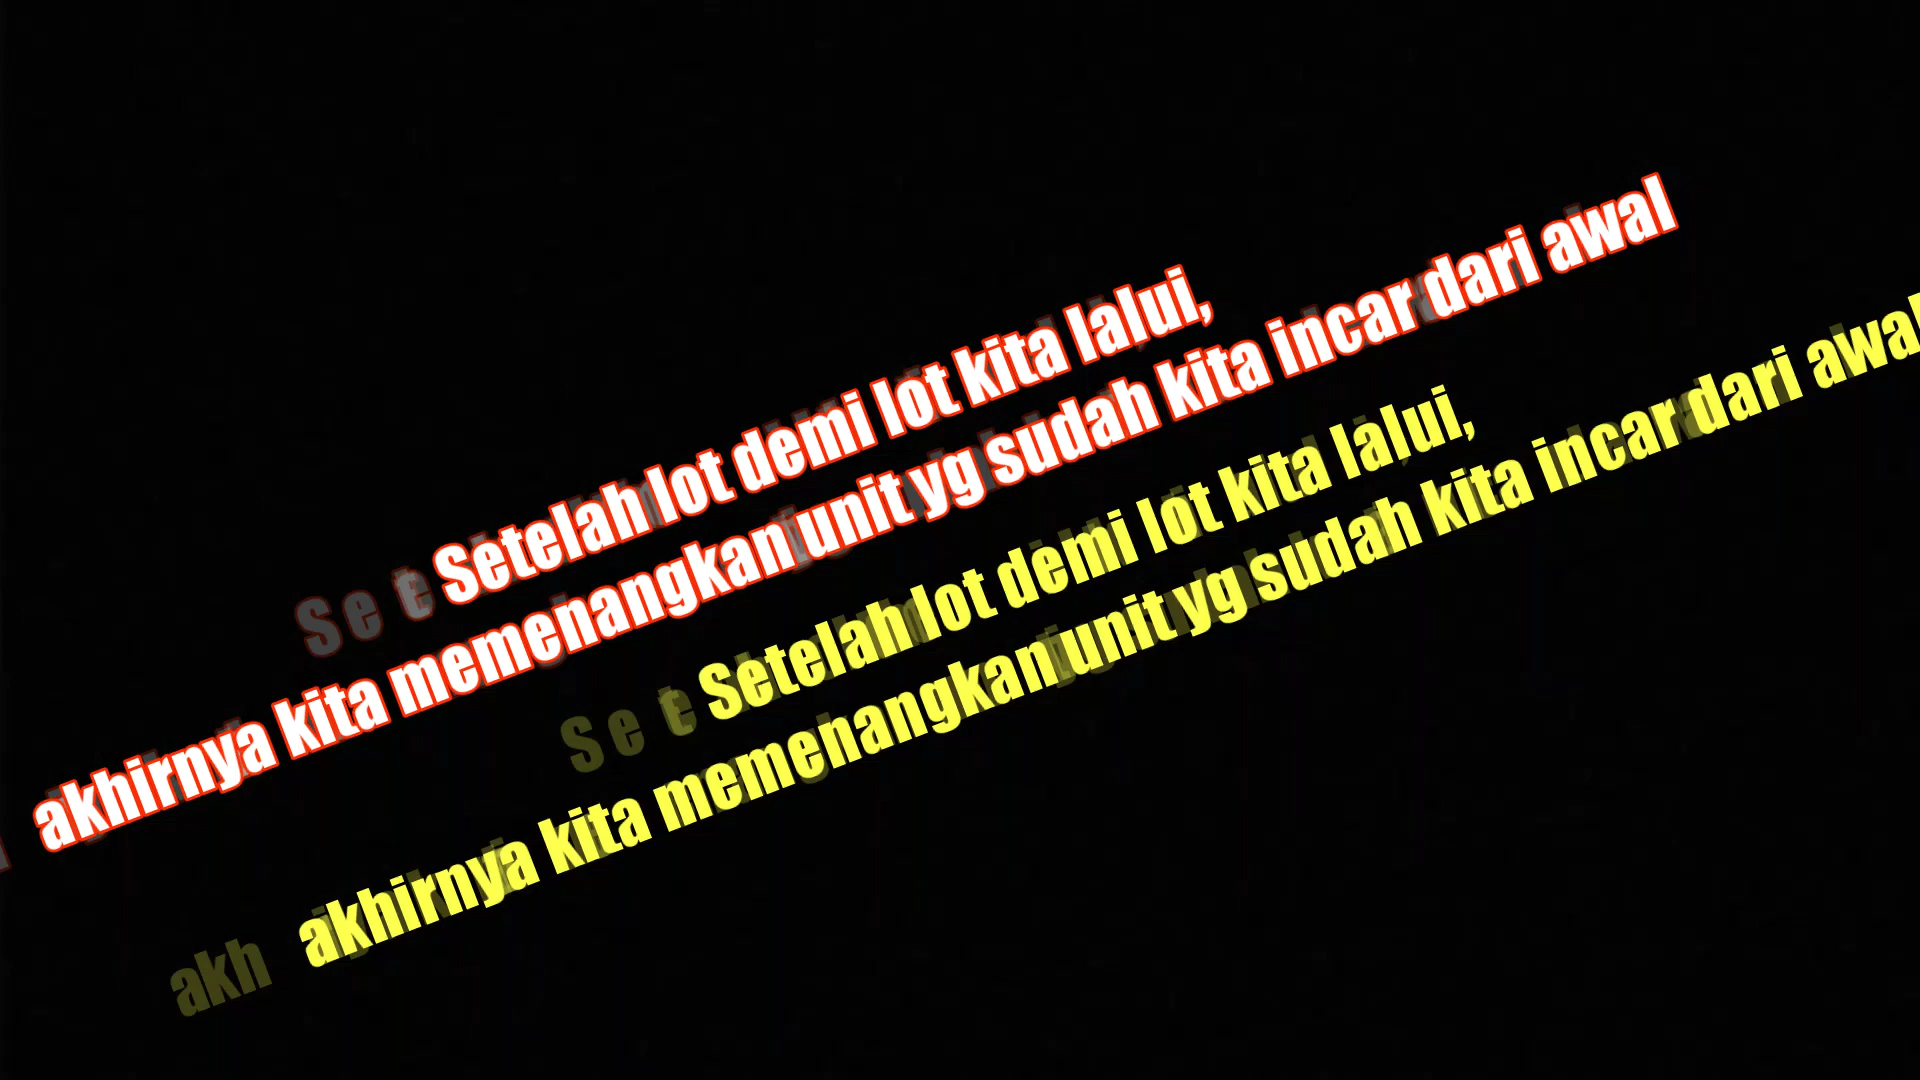 Setelah lot demi lot kita lalui,
akhirnya kita memenangkan unit yg sudah kita incar dari awal
Setelah lot demi lot kita lalui,
akhirnya kita memenangkan unit yg sudah kita incar dari awal